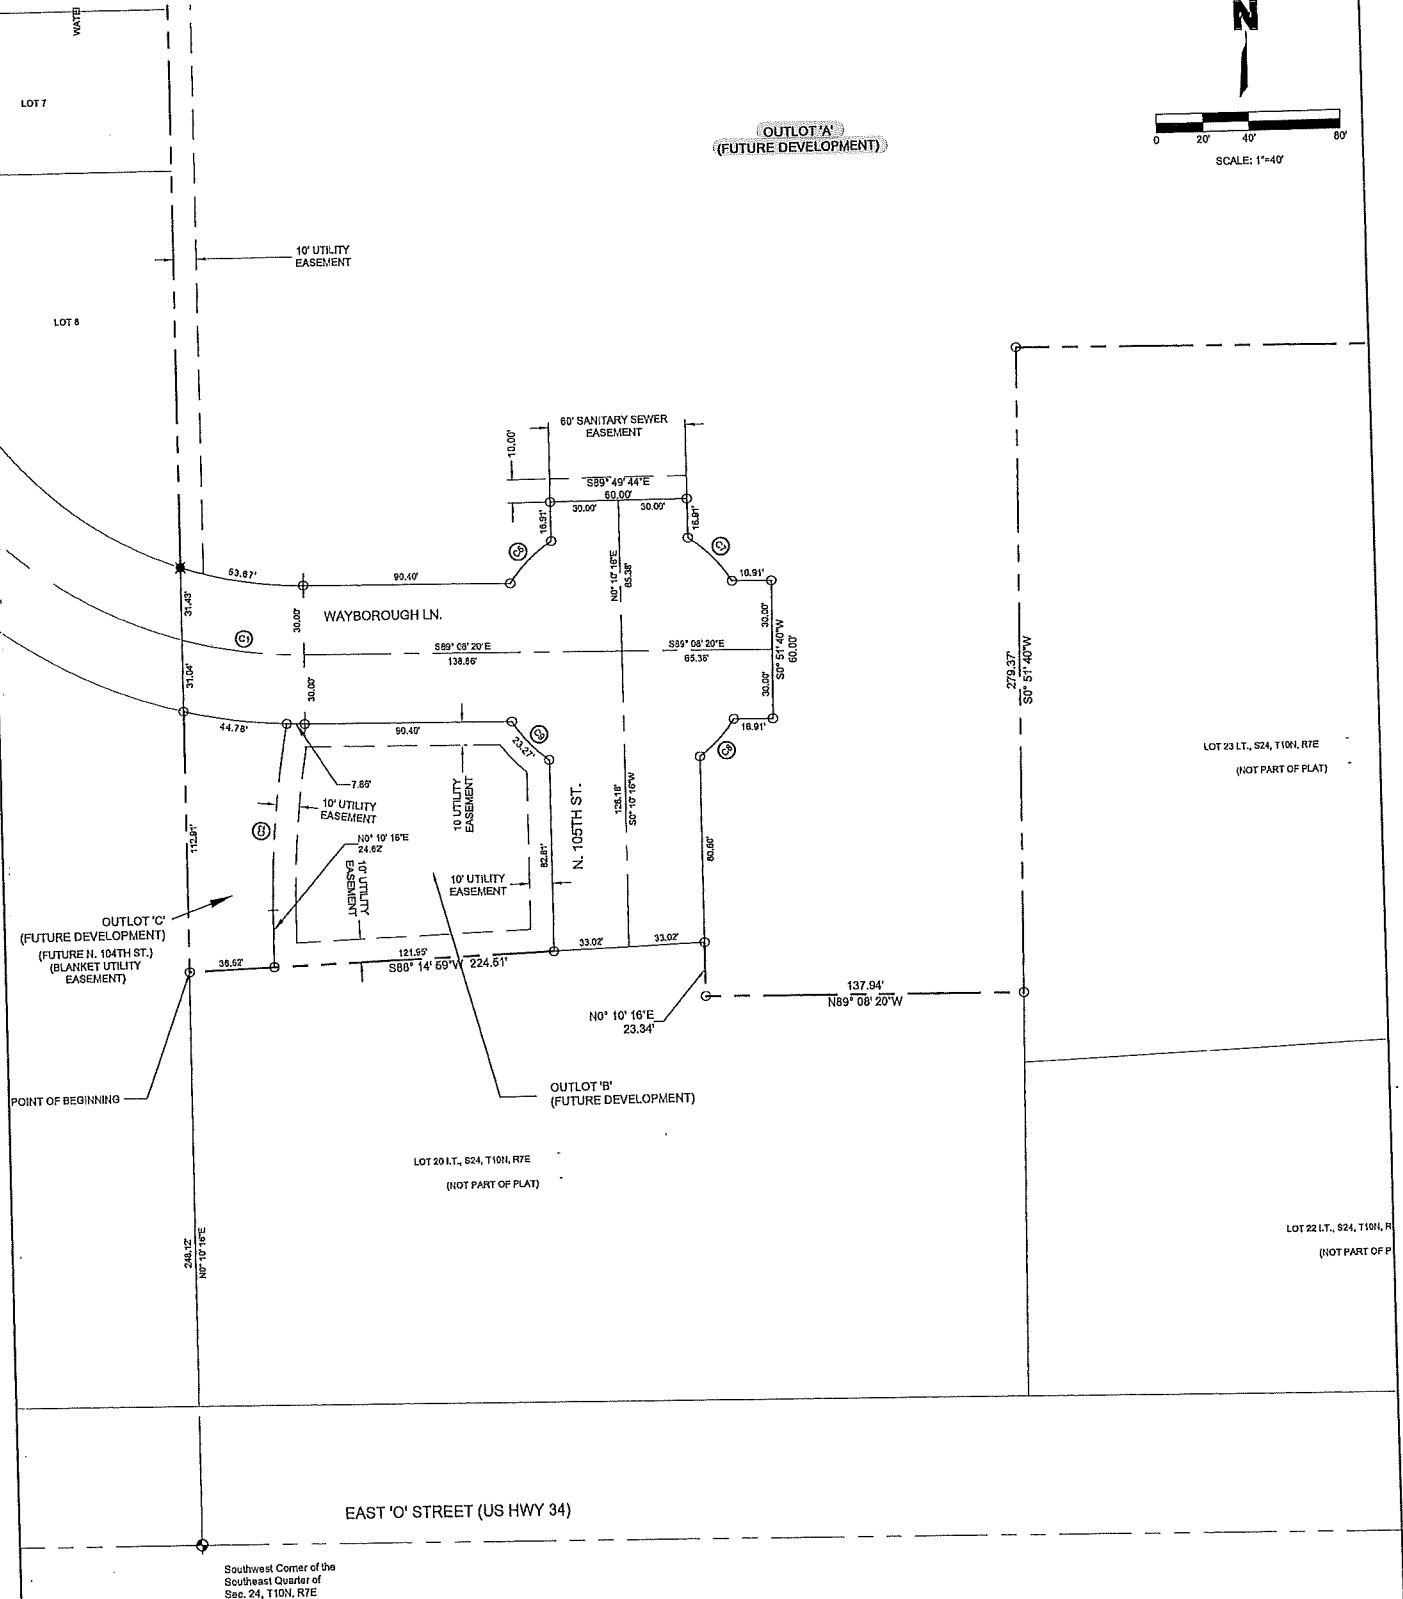 WATE
N
LOT 7
OUTLOT 'A'
(FUTURE DEVELOPMENT)
0 20' 40' 80'
SCALE: 1"=40'
10' UTILITY
EASEMENT
LOT 8
60' SANITARY SEWER
EASEMENT
10.00'
S89° 49' 44"E
60.00'
30.00'
30.00'
16.91'
16.91'
C7
N0° 10' 16"E
65.38'
53.67'
90.40'
16.91'
31.43'
30.00'
WAYBOROUGH LN.
30.00'
C1
S89° 08' 20"E
138.86'
S89° 08' 20"E
65.36'
S0° 51' 40"W
60.00'
279.37'
S0° 51' 40"W
31.04'
30.00'
30.00'
44.78'
90.40'
C9
23.27'
16.91'
C8
LOT 23 I.T., S24, T10N, R7E
(NOT PART OF PLAT)
7.86'
10' UTILITY
EASEMENT
10 UTILITY
EASEMENT
126.18'
S0° 10' 16"W
N. 105TH ST.
112.91'
N0° 10' 16"E
24.62'
82.81'
80.60'
10' UTILITY
EASEMENT
10' UTILITY
EASEMENT
OUTLOT 'C'
(FUTURE DEVELOPMENT)
(FUTURE N. 104TH ST.)
(BLANKET UTILITY
EASEMENT)
36.52'
121.95'
S88° 14' 59"W 224.51'
33.02'
33.02'
137.94'
N89° 08' 20"W
N0° 10' 16"E
23.34'
POINT OF BEGINNING
OUTLOT 'B'
(FUTURE DEVELOPMENT)
LOT 20 I.T., S24, T10N, R7E
(NOT PART OF PLAT)
248.12'
N0° 10' 16"E
LOT 22 I.T., S24, T10N, R
(NOT PART OF P
EAST 'O' STREET (US HWY 34)
Southwest Corner of the
Southeast Quarter of
Sec. 24, T10N, R7E